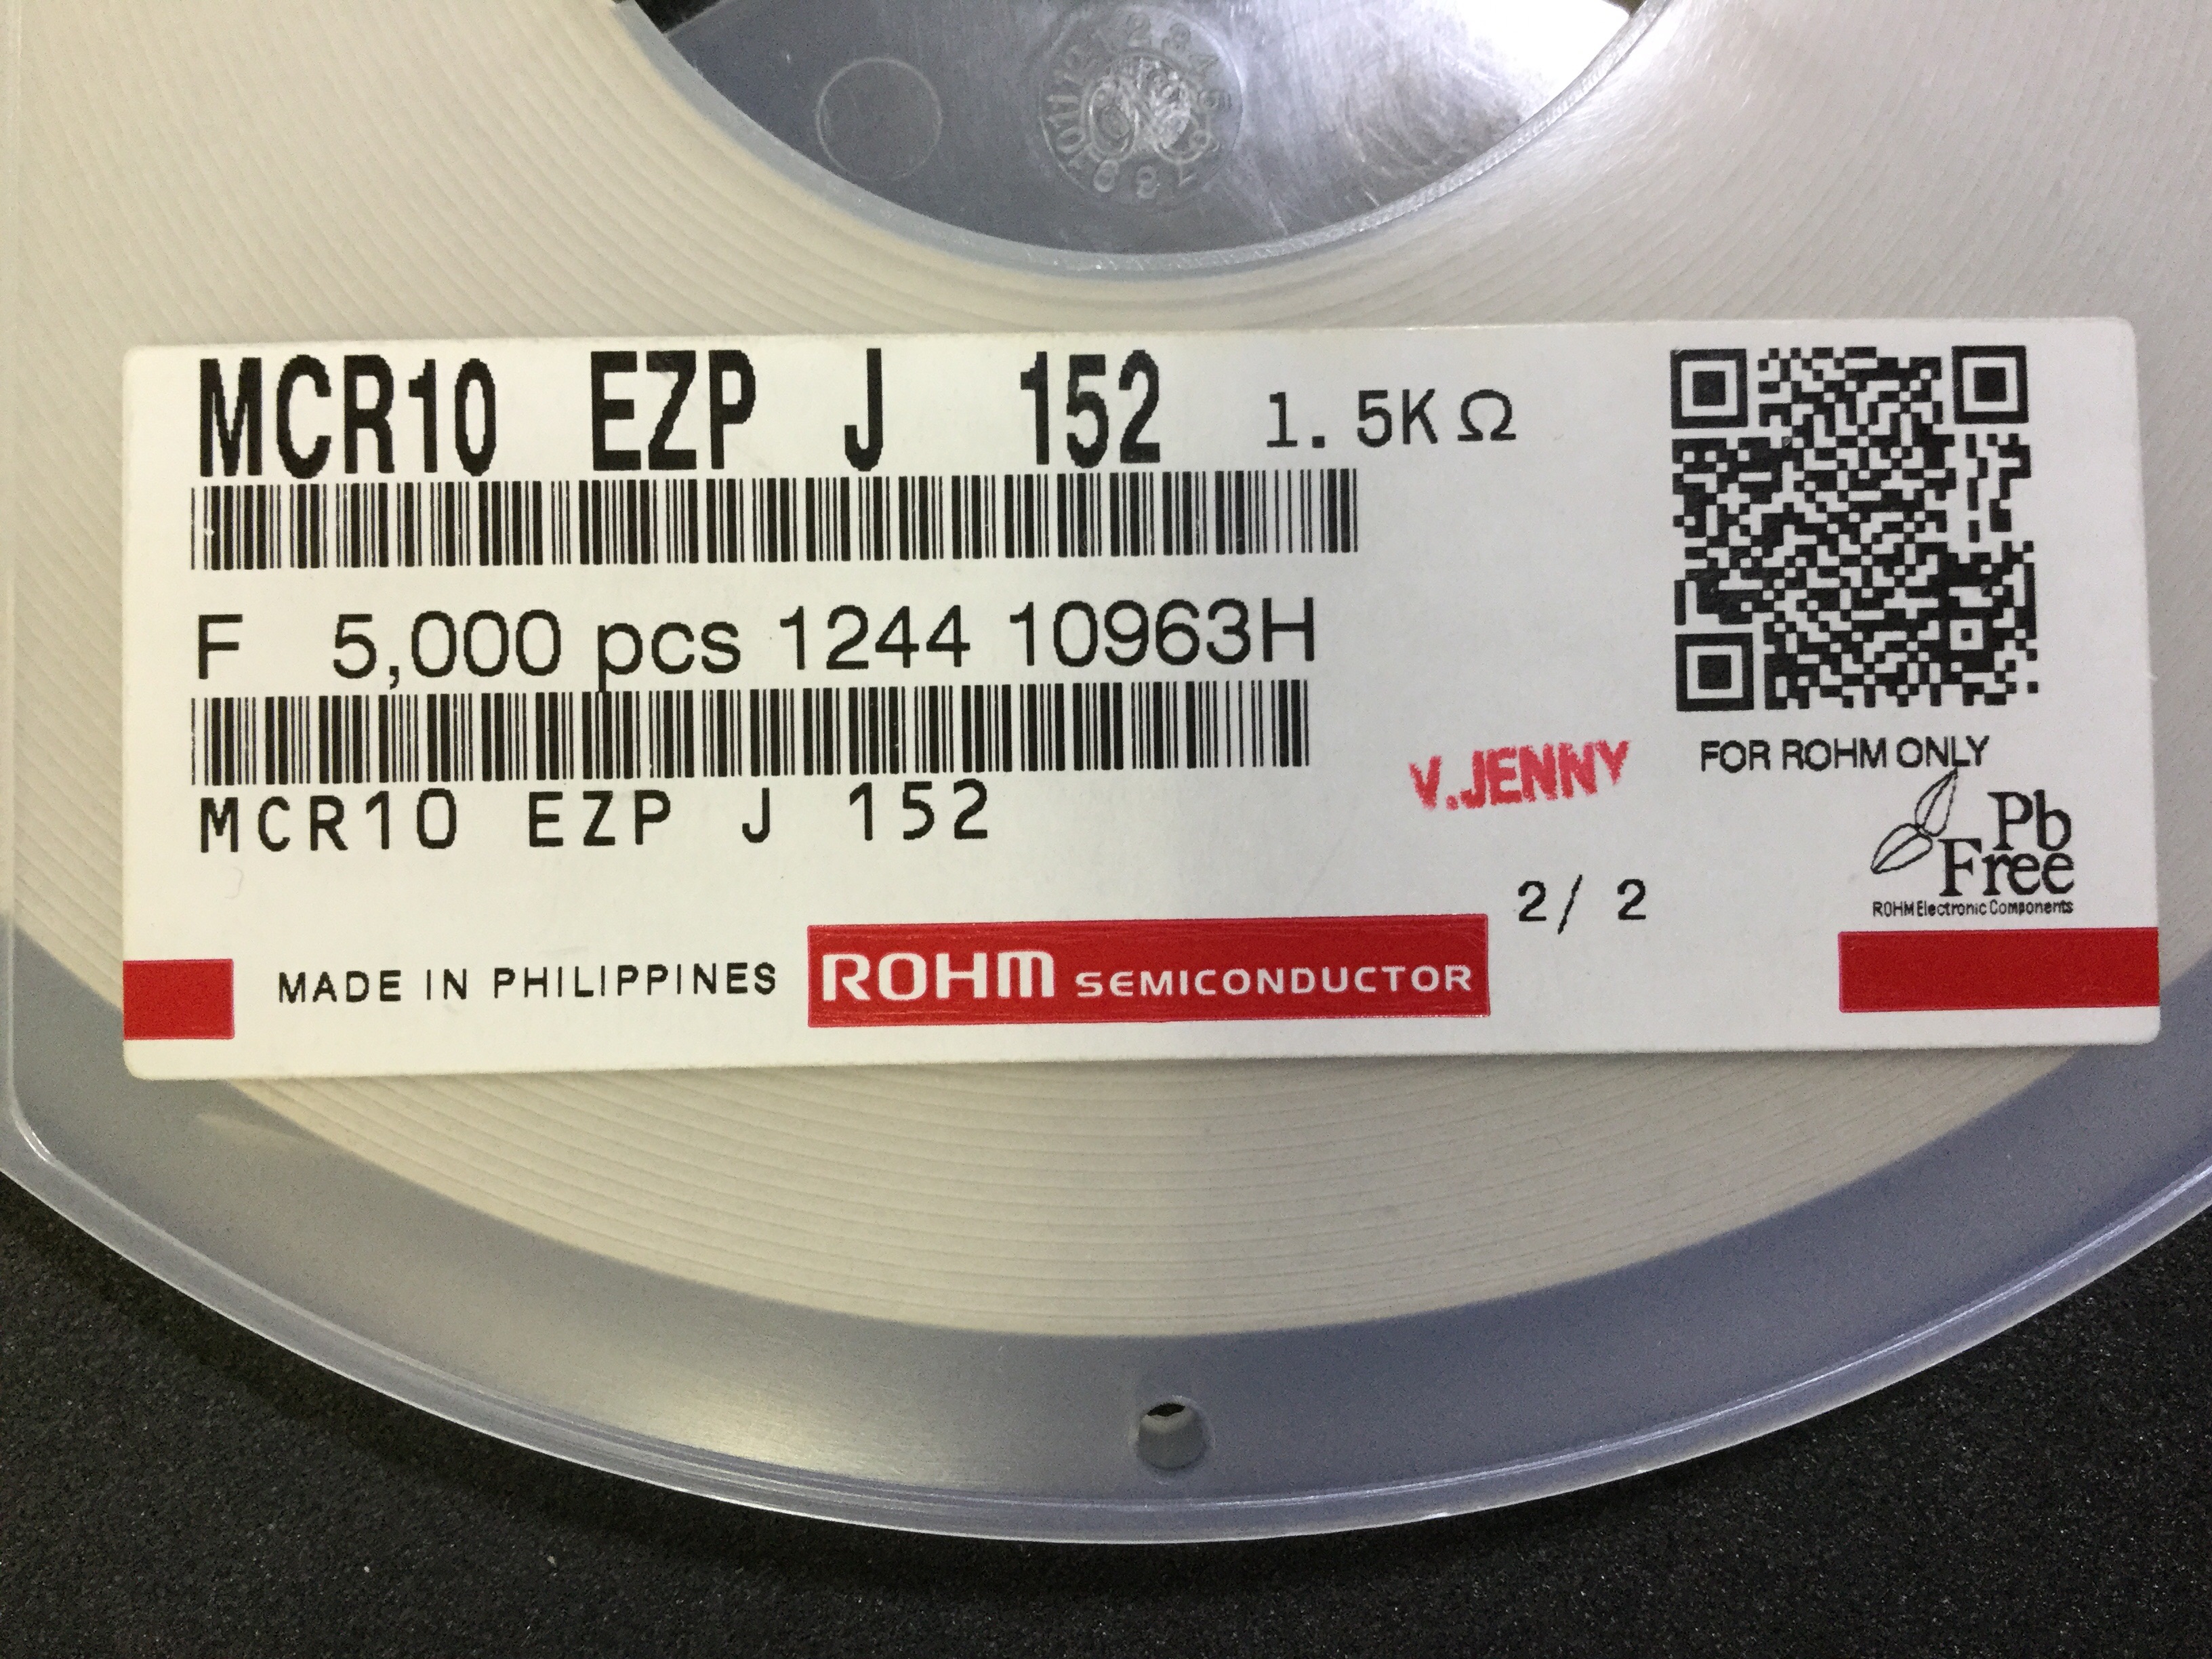 MCR10 EZP J 152 1.5KΩ
F 5,000 pcs 1244 10963H
MCR10 EZP J 152
V.JENNY
FOR ROHM ONLY
Pb
Free
ROHM Electronic Components
2/ 2
MADE IN PHILIPPINES ROHM SEMICONDUCTOR